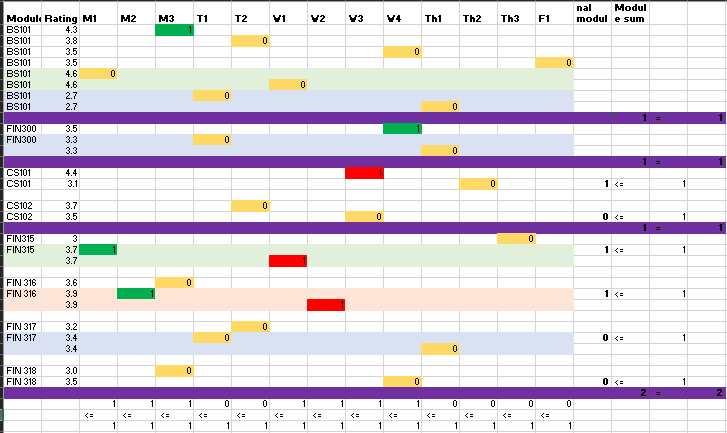 nal Modul
Module Rating M1 M2 M3 T1 T2 W1 W2 W3 W4 Th1 Th2 Th3 F1 modul e sum
BS101 4.3 1
BS101 3.8 0
BS101 3.5 0
BS101 3.5 0
BS101 4.6 0
BS101 4.6 0
BS101 2.7 0
BS101 2.7 0
1 = 1
FIN300 3.5 1
FIN300 3.3 0
3.3 0
1 = 1
CS101 4.4 1
CS101 3.1 0 1 <= 1
CS102 3.7 0
CS102 3.5 0 0 <= 1
1 = 1
FIN315 3 0
FIN315 3.7 1 1 <= 1
3.7 1
FIN 316 3.6 0
FIN 316 3.9 1 1 <= 1
3.9 1
FIN 317 3.2 0
FIN 317 3.4 0 0 <= 1
3.4 0
FIN 318 3.0 0
FIN 318 3.5 0 0 <= 1
2 = 2
1 1 1 0 0 1 1 1 1 0 0 0 0
<= <= <= <= <= <= <= <= <= <= <= <= <=
1 1 1 1 1 1 1 1 1 1 1 1 1